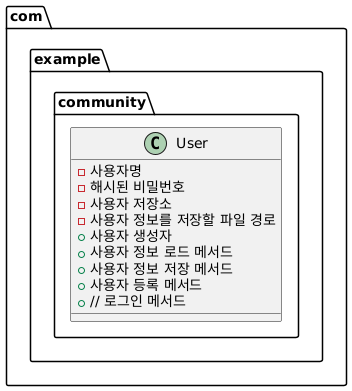 com
example
community
C User
사용자명
해시된 비밀번호
사용자 저장소
사용자 정보를 저장할 파일 경로
사용자 생성자
사용자 정보 로드 메서드
사용자 정보 저장 메서드
사용자 등록 메서드
// 로그인 메서드